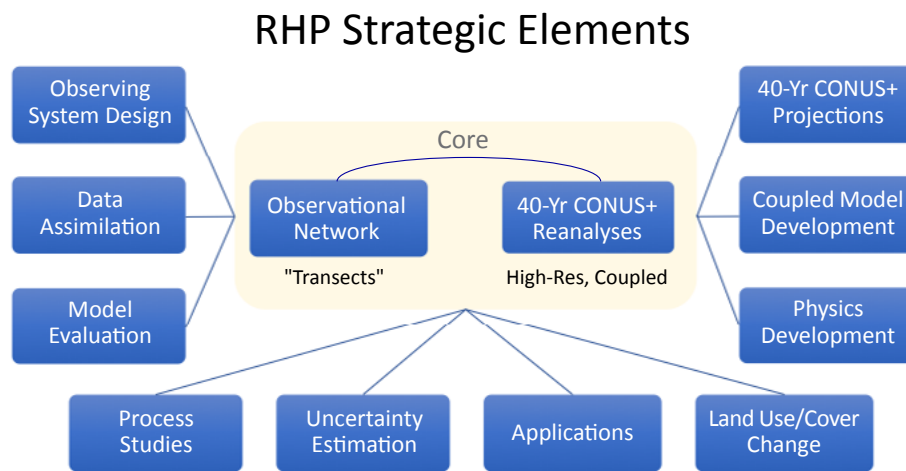 RHP Strategic Elements
Observing
System Design
Data
Assimilation
Model
Evaluation
Core
Observational
Network
"Transects"
40-Yr CONUS+
Reanalyses
High-Res, Coupled
40-Yr CONUS+
Projections
Coupled Model
Development
Physics
Development
Process
Studies
Uncertainty
Estimation
Applications
Land Use/Cover
Change